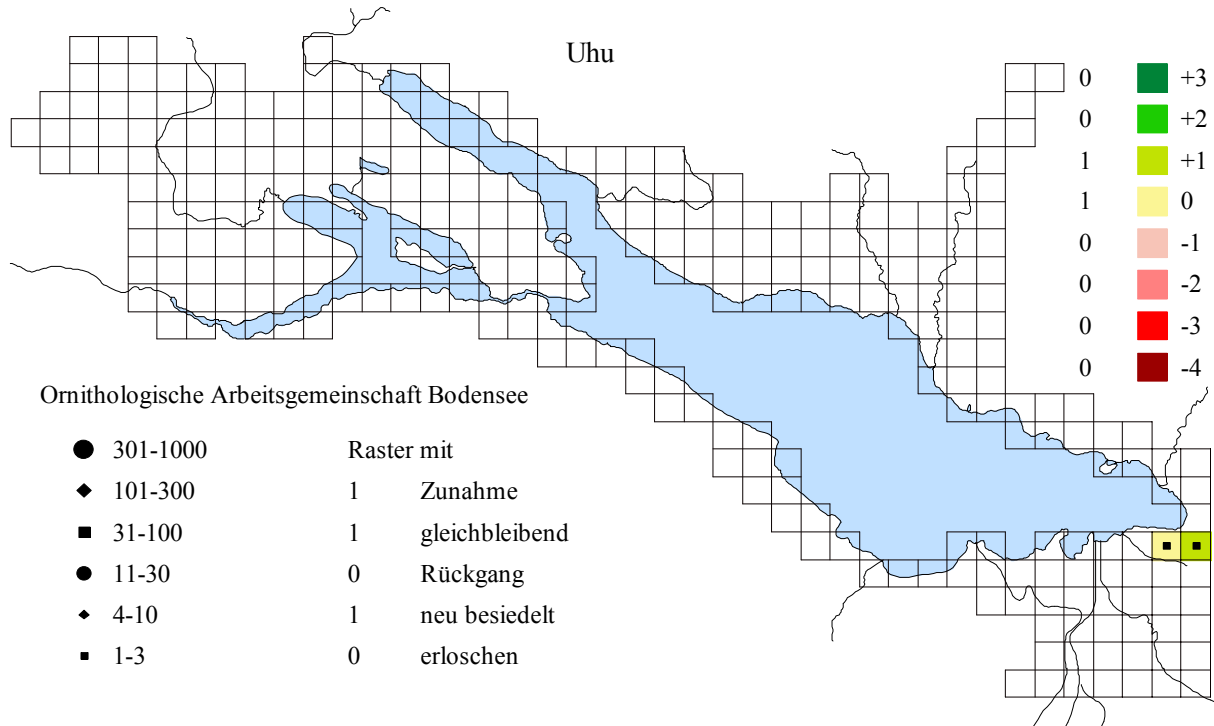 Uhu
0 +3
0 +2
1 +1
1 0
0 -1
0 -2
0 -3
0 -4
Ornithologische Arbeitsgemeinschaft Bodensee
301-1000 Raster mit
101-300 1 Zunahme
31-100 1 gleichbleibend
11-30 0 Rückgang
4-10 1 neu besiedelt
1-3 0 erloschen